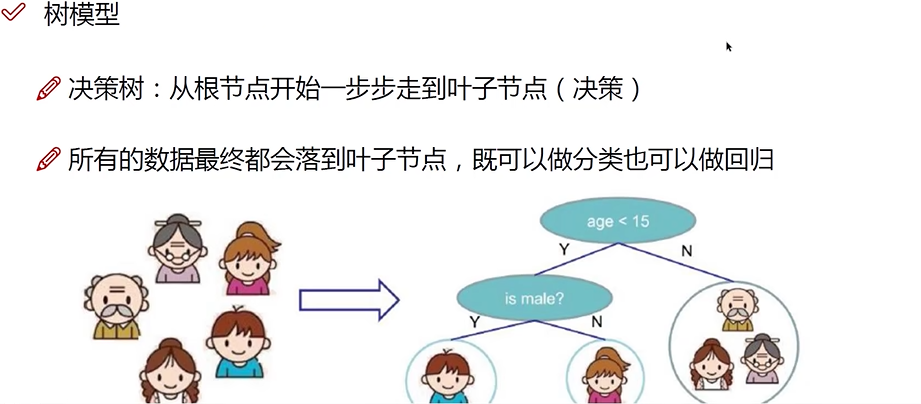 树模型
决策树：从根节点开始一步步走到叶子节点（决策）
所有的数据最终都会落到叶子节点，既可以做分类也可以做回归
age < 15
Y
N
is male?
Y
N